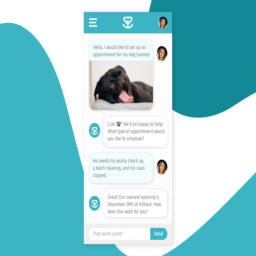 Hello, I would like to set up an
appointment for my dog Sammy!
Cute 🐶! We'd be happy to help!
What type of appointment would
you like to schedule?
He needs his yearly check up,
a teeth cleaning, and his nails
clipped.
Great! Our soonest opening is
December 19th at 9:00am. How
does this work for you?
That works great!
Send